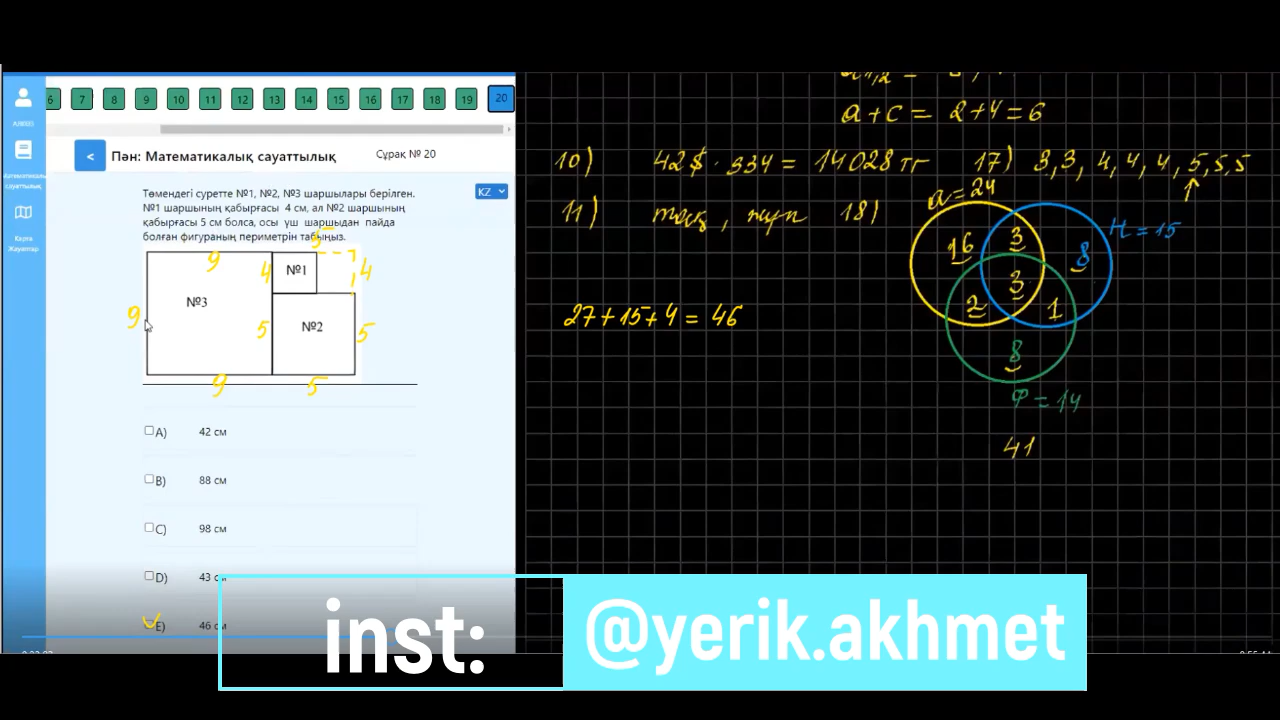 6 7 8 9 10 11 12 13 14 15 16 17 18 19 20
< Пән: Математикалық сауаттылық Сұрақ № 20
KZ
Төмендегі суретте №1, №2, №3 шаршылары берілген.
№1 шаршының қабырғасы 4 см, ал №2 шаршының
қабырғасы 5 см болса, осы үш шаршыдан пайда
болған фигураның периметрін табыңыз.
5
9 4 №1 4
№3
9 5 №2 5
9 5
A) 42 см
B) 88 см
C) 98 см
D) 43 см
E) 46 см
Карта
Жауаптар
a + c = 2+4=6
10) 42$ · 334 = 14028 тг
11)
27+15+4 = 46
17) 3,3, 4, 4, 4, 5, 5, 5
18)
a = 24
H = 15
16 3 8
3
2 1
8
Ф = 14
41
inst: @yerik.akhmet